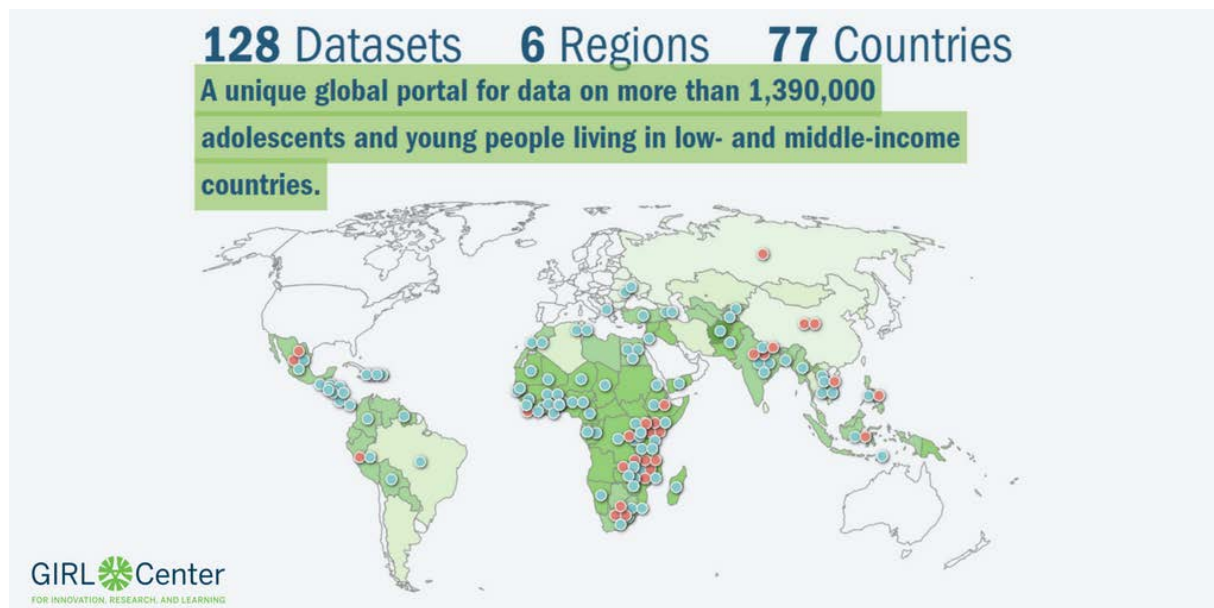 128 Datasets 6 Regions 77 Countries
A unique global portal for data on more than 1,390,000
adolescents and young people living in low- and middle-income
countries.
GIRL Center
FOR INNOVATION, RESEARCH, AND LEARNING